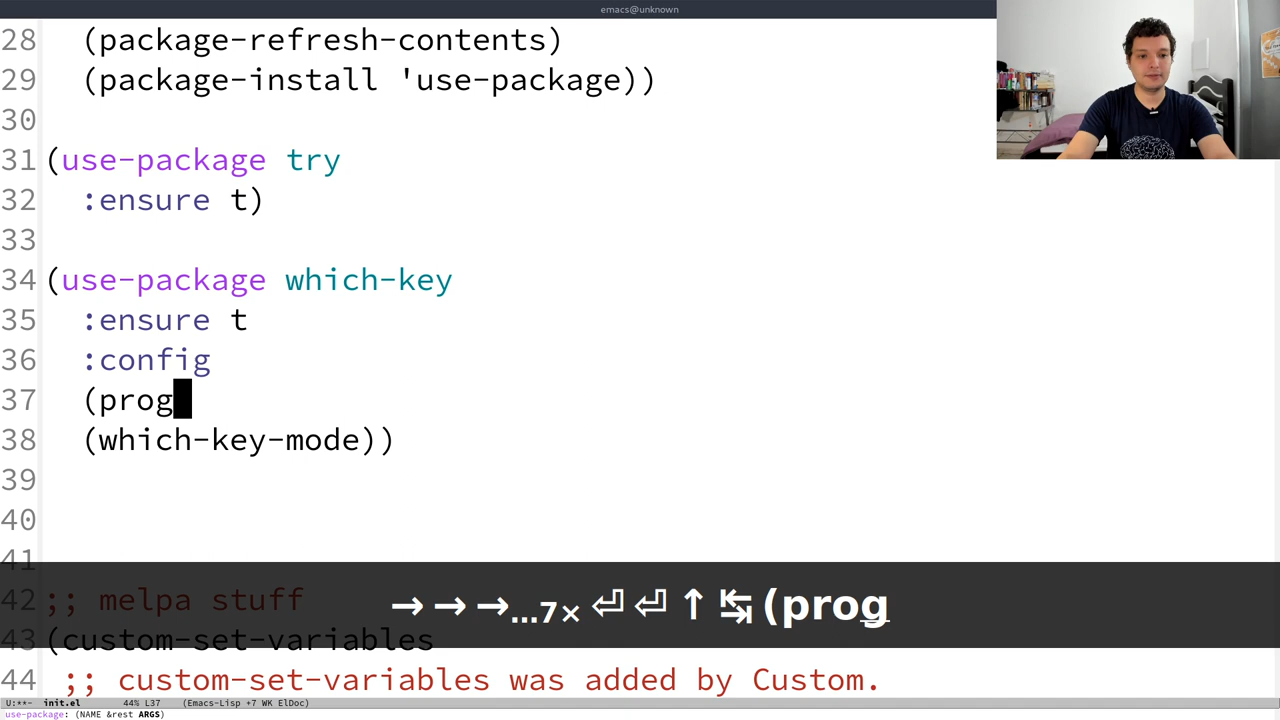 emacs@unknown
28 (package-refresh-contents)
29 (package-install 'use-package))
30
31 (use-package try
32 :ensure t)
33
34 (use-package which-key
35 :ensure t
36 :config
37 (prog
38 (which-key-mode))
39
40
41
42 ;; melpa stuff
→ → →...7× ⏎ ⏎ ↑ ↹ (prog
43 (custom-set-variables
44 ;; custom-set-variables was added by Custom.
U:**- init.el 44% L37 (Emacs-Lisp +7 WK ElDoc)
use-package: (NAME &rest ARGS)